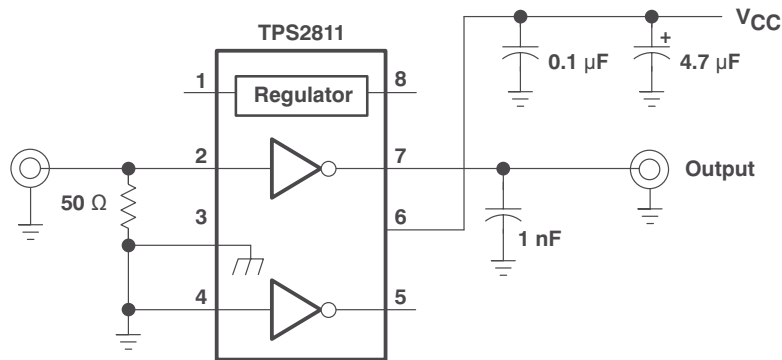 TPS2811
V_CC
+
0.1 µF
4.7 µF
1
Regulator
8
2
7
Output
50 Ω
3
6
1 nF
4
5